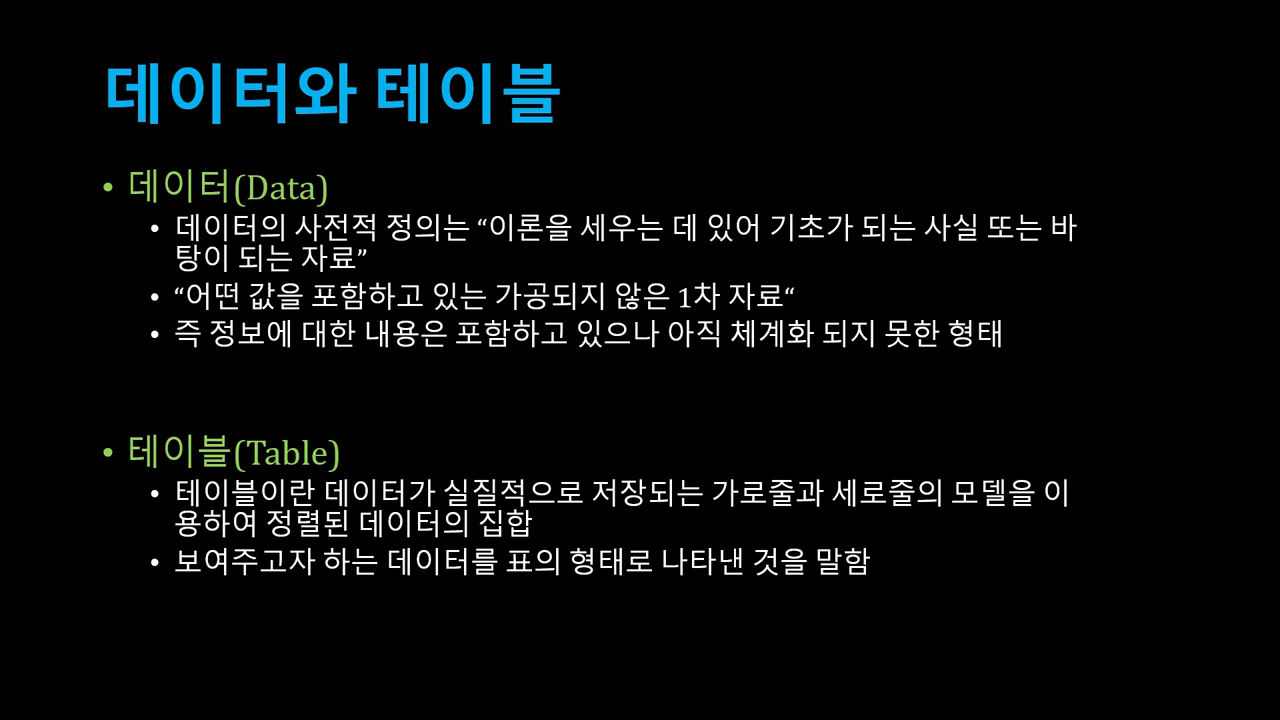 데이터와 테이블
• 데이터(Data)
• 데이터의 사전적 정의는 “이론을 세우는 데 있어 기초가 되는 사실 또는 바
탕이 되는 자료”
• “어떤 값을 포함하고 있는 가공되지 않은 1차 자료“
• 즉 정보에 대한 내용은 포함하고 있으나 아직 체계화 되지 못한 형태
• 테이블(Table)
• 테이블이란 데이터가 실질적으로 저장되는 가로줄과 세로줄의 모델을 이
용하여 정렬된 데이터의 집합
• 보여주고자 하는 데이터를 표의 형태로 나타낸 것을 말함